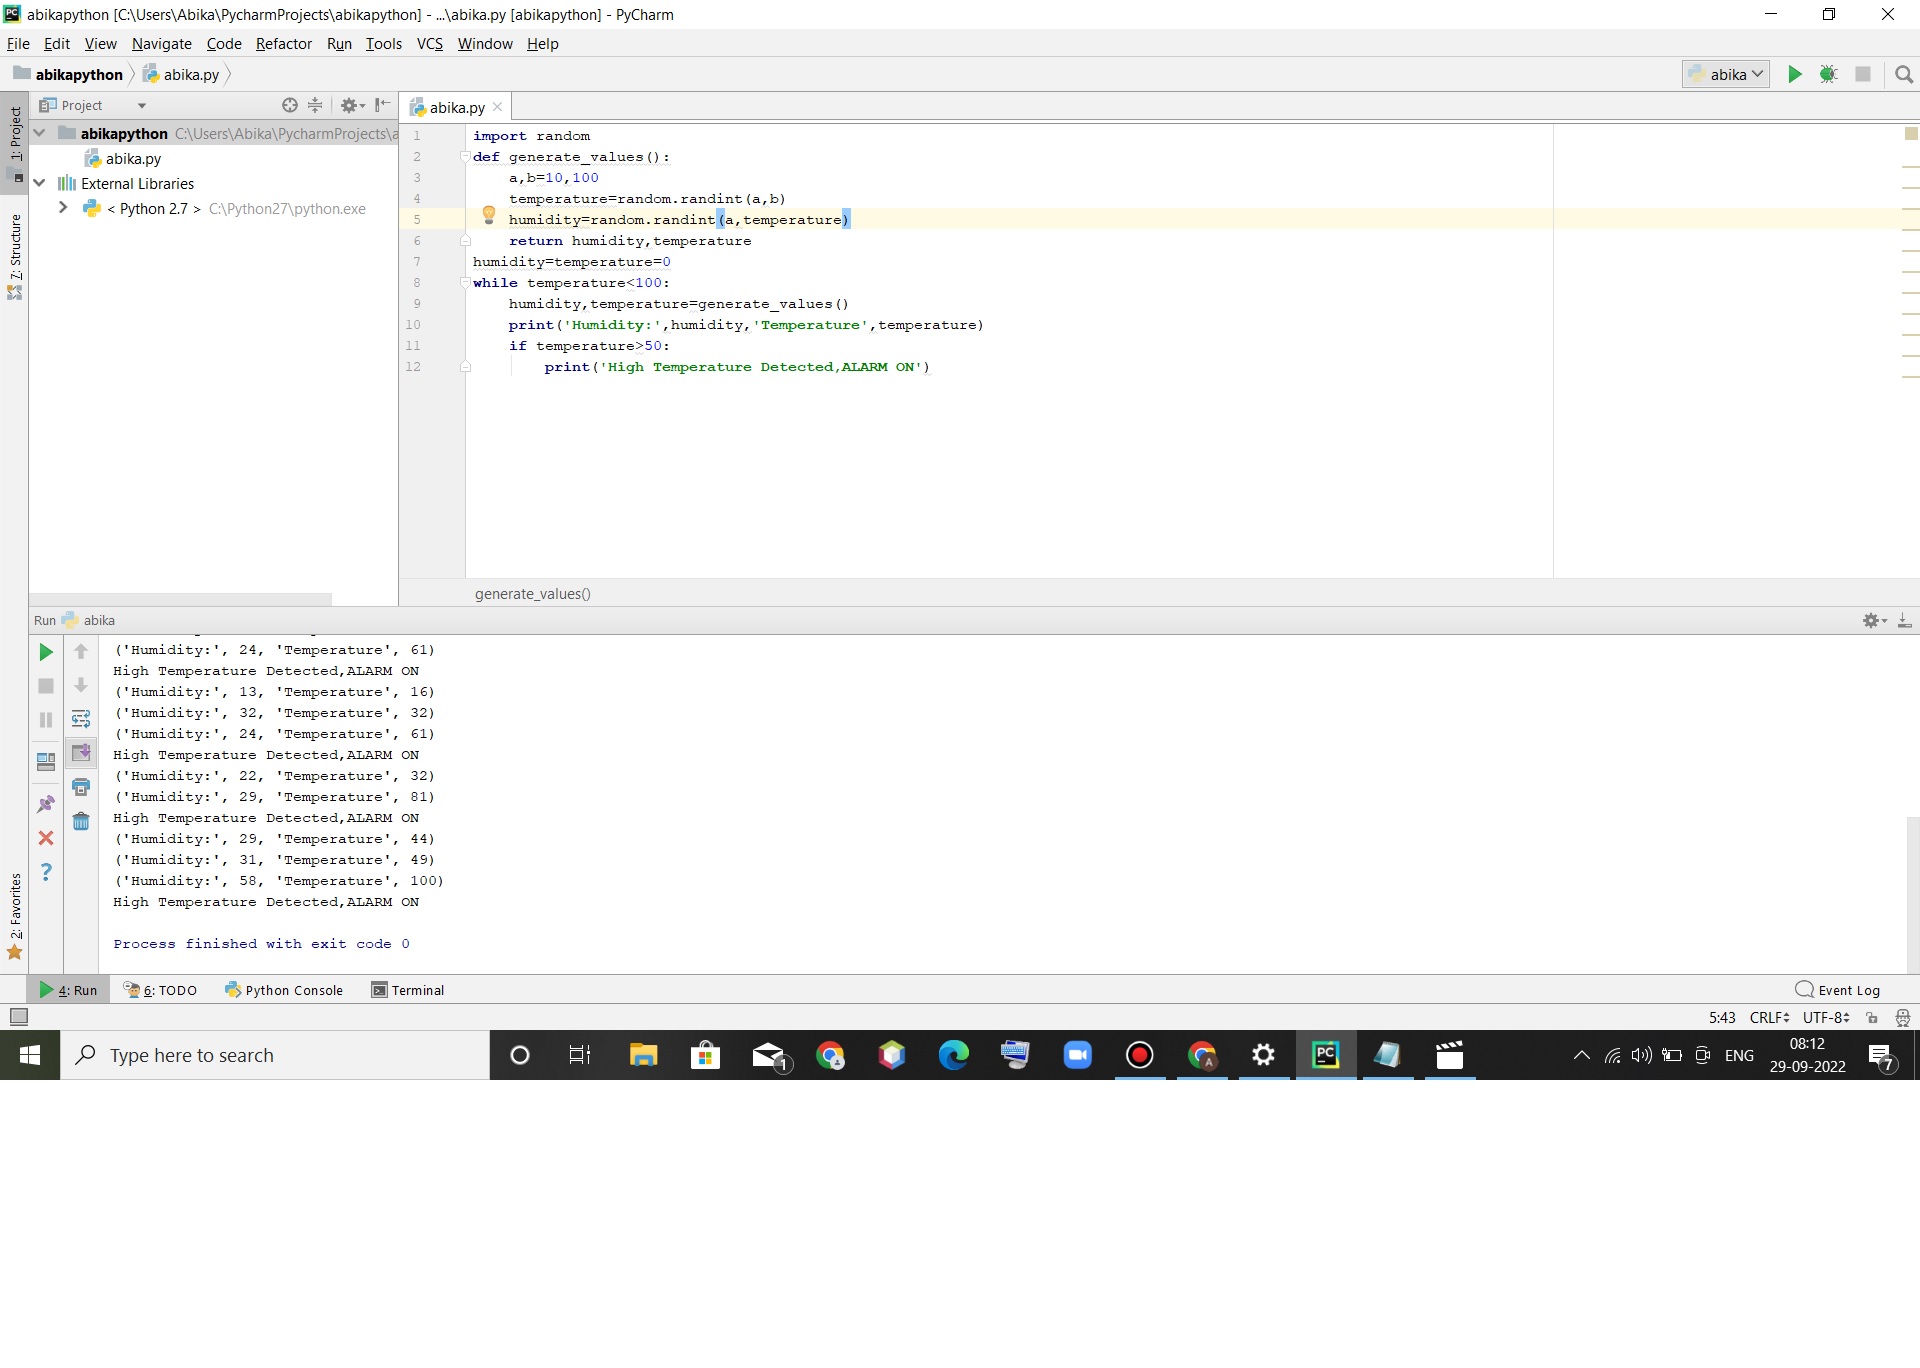 abikapython [C:\Users\Abika\PycharmProjects\abikapython] - ...\abika.py [abikapython] - PyCharm
File Edit View Navigate Code Refactor Run Tools VCS Window Help
abikapython abika.py
abika
Project
abika.py
1: Project
7: Structure
2: Favorites
abikapython C:\Users\Abika\PycharmProjects\a
abika.py
External Libraries
< Python 2.7 > C:\Python27\python.exe
1 import random
2 def generate_values():
3 a,b=10,100
4 temperature=random.randint(a,b)
5 humidity=random.randint(a,temperature)
6 return humidity,temperature
7 humidity=temperature=0
8 while temperature<100:
9 humidity,temperature=generate_values()
10 print('Humidity:',humidity,'Temperature',temperature)
11 if temperature>50:
12 print('High Temperature Detected,ALARM ON')
generate_values()
Run abika
('Humidity:', 24, 'Temperature', 61)
High Temperature Detected,ALARM ON
('Humidity:', 13, 'Temperature', 16)
('Humidity:', 32, 'Temperature', 32)
('Humidity:', 24, 'Temperature', 61)
High Temperature Detected,ALARM ON
('Humidity:', 22, 'Temperature', 32)
('Humidity:', 29, 'Temperature', 81)
High Temperature Detected,ALARM ON
('Humidity:', 29, 'Temperature', 44)
('Humidity:', 31, 'Temperature', 49)
('Humidity:', 58, 'Temperature', 100)
High Temperature Detected,ALARM ON
Process finished with exit code 0
4: Run 6: TODO Python Console Terminal Event Log
5:43 CRLF UTF-8
Type here to search
1
PC
ENG
08:12
29-09-2022
7